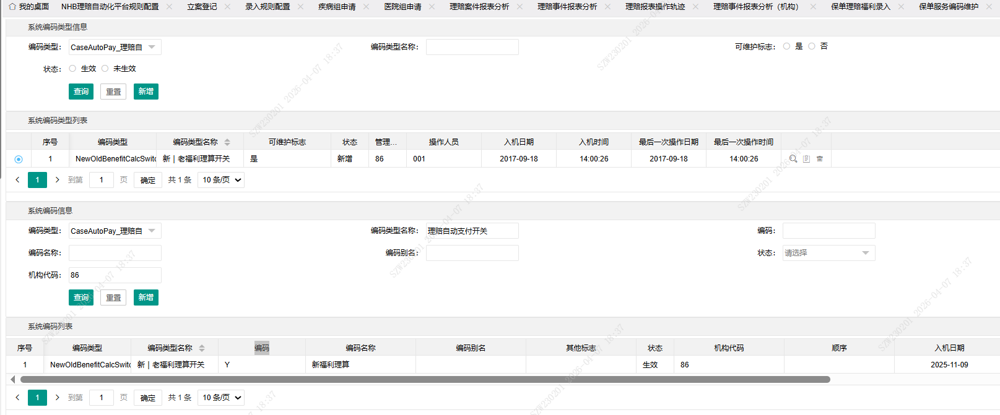 我的桌面 NHB理赔自动化平台规则配置 立案登记 录入规则配置 疾病组申请 医院组申请 理赔案件报表分析 理赔事件报表分析 理赔报表操作轨迹 理赔事件报表分析（机构） 保单理赔福利录入 保单服务编码维护
系统编码类型信息
编码类型: CaseAutoPay_理赔自 编码类型名称: 可维护标志: 是 否
状态: 生效 未生效
查询 重置 新增
系统编码类型列表
序号 编码类型 编码类型名称 可维护标志 状态 管理... 操作人员 入机日期 入机时间 最后一次操作日期 最后一次操作时间
1 NewOldBenefitCalcSwitc 新 | 老福利理算开关 是 新增 86 001 2017-09-18 14:00:26 2017-09-18 14:00:26
1 到第 1 页 确定 共 1 条 10 条/页
系统编码信息
编码类型: CaseAutoPay_理赔自 编码类型名称: 理赔自动支付开关 编码:
编码名称: 编码别名: 状态: 请选择
机构代码: 86
查询 重置 新增
系统编码列表
序号 编码类型 编码类型名称 编码 编码名称 编码别名 其他标志 状态 机构代码 顺序 入机日期
1 NewOldBenefitCalcSwitc 新 | 老福利理算开关 Y 新福利理算 生效 86 2025-11-09
1 到第 1 页 确定 共 1 条 10 条/页
SZW230201 2026-04-07 18:37